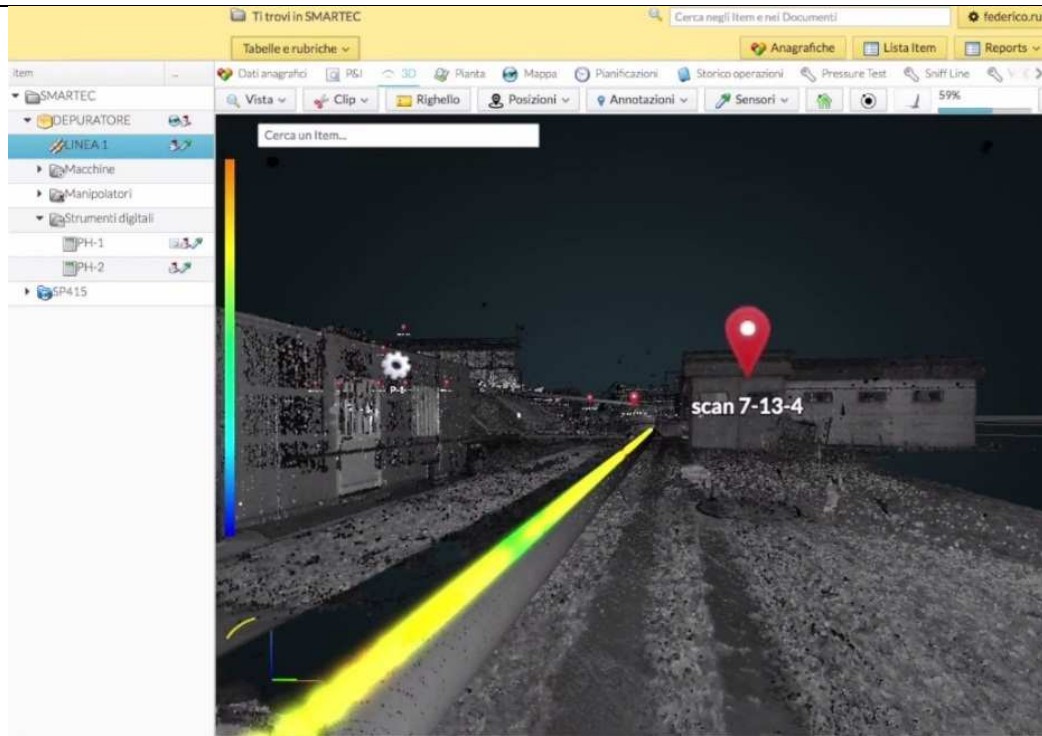 Ti trovi in SMARTEC
Cerca negli Item e nei Documenti
federico.ru
Tabelle e rubriche
Anagrafiche
Lista Item
Reports
item
Dati anagrafici
P&I
3D
Pianta
Mappa
Pianificazioni
Storico operazioni
Pressure Test
Sniff Line
SMARTEC
Vista
Clip
Righello
Posizioni
Annotazioni
Sensori
59%
DEPURATORE
Cerca un Item...
LINEA 1
Macchine
Manipolatori
Strumenti digitali
PH-1
PH-2
SP415
scan 7-13-4